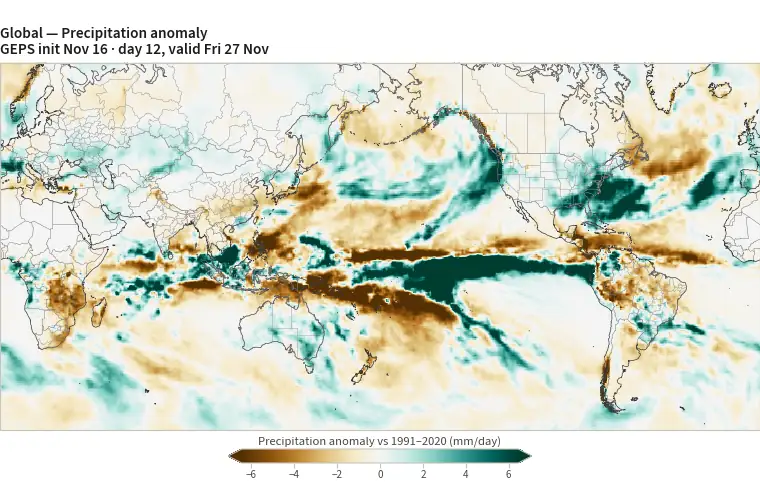 Global — Precipitation anomaly
GEPS init Nov 16 · day 12, valid Fri 27 Nov
Precipitation anomaly vs 1991–2020 (mm/day)
−6 −4 −2 0 2 4 6